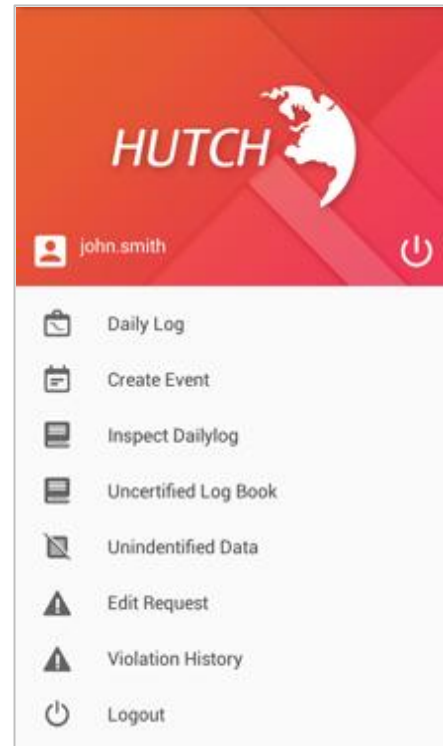 HUTCH
john.smith
Daily Log
Create Event
Inspect Dailylog
Uncertified Log Book
Unindentified Data
Edit Request
Violation History
Logout